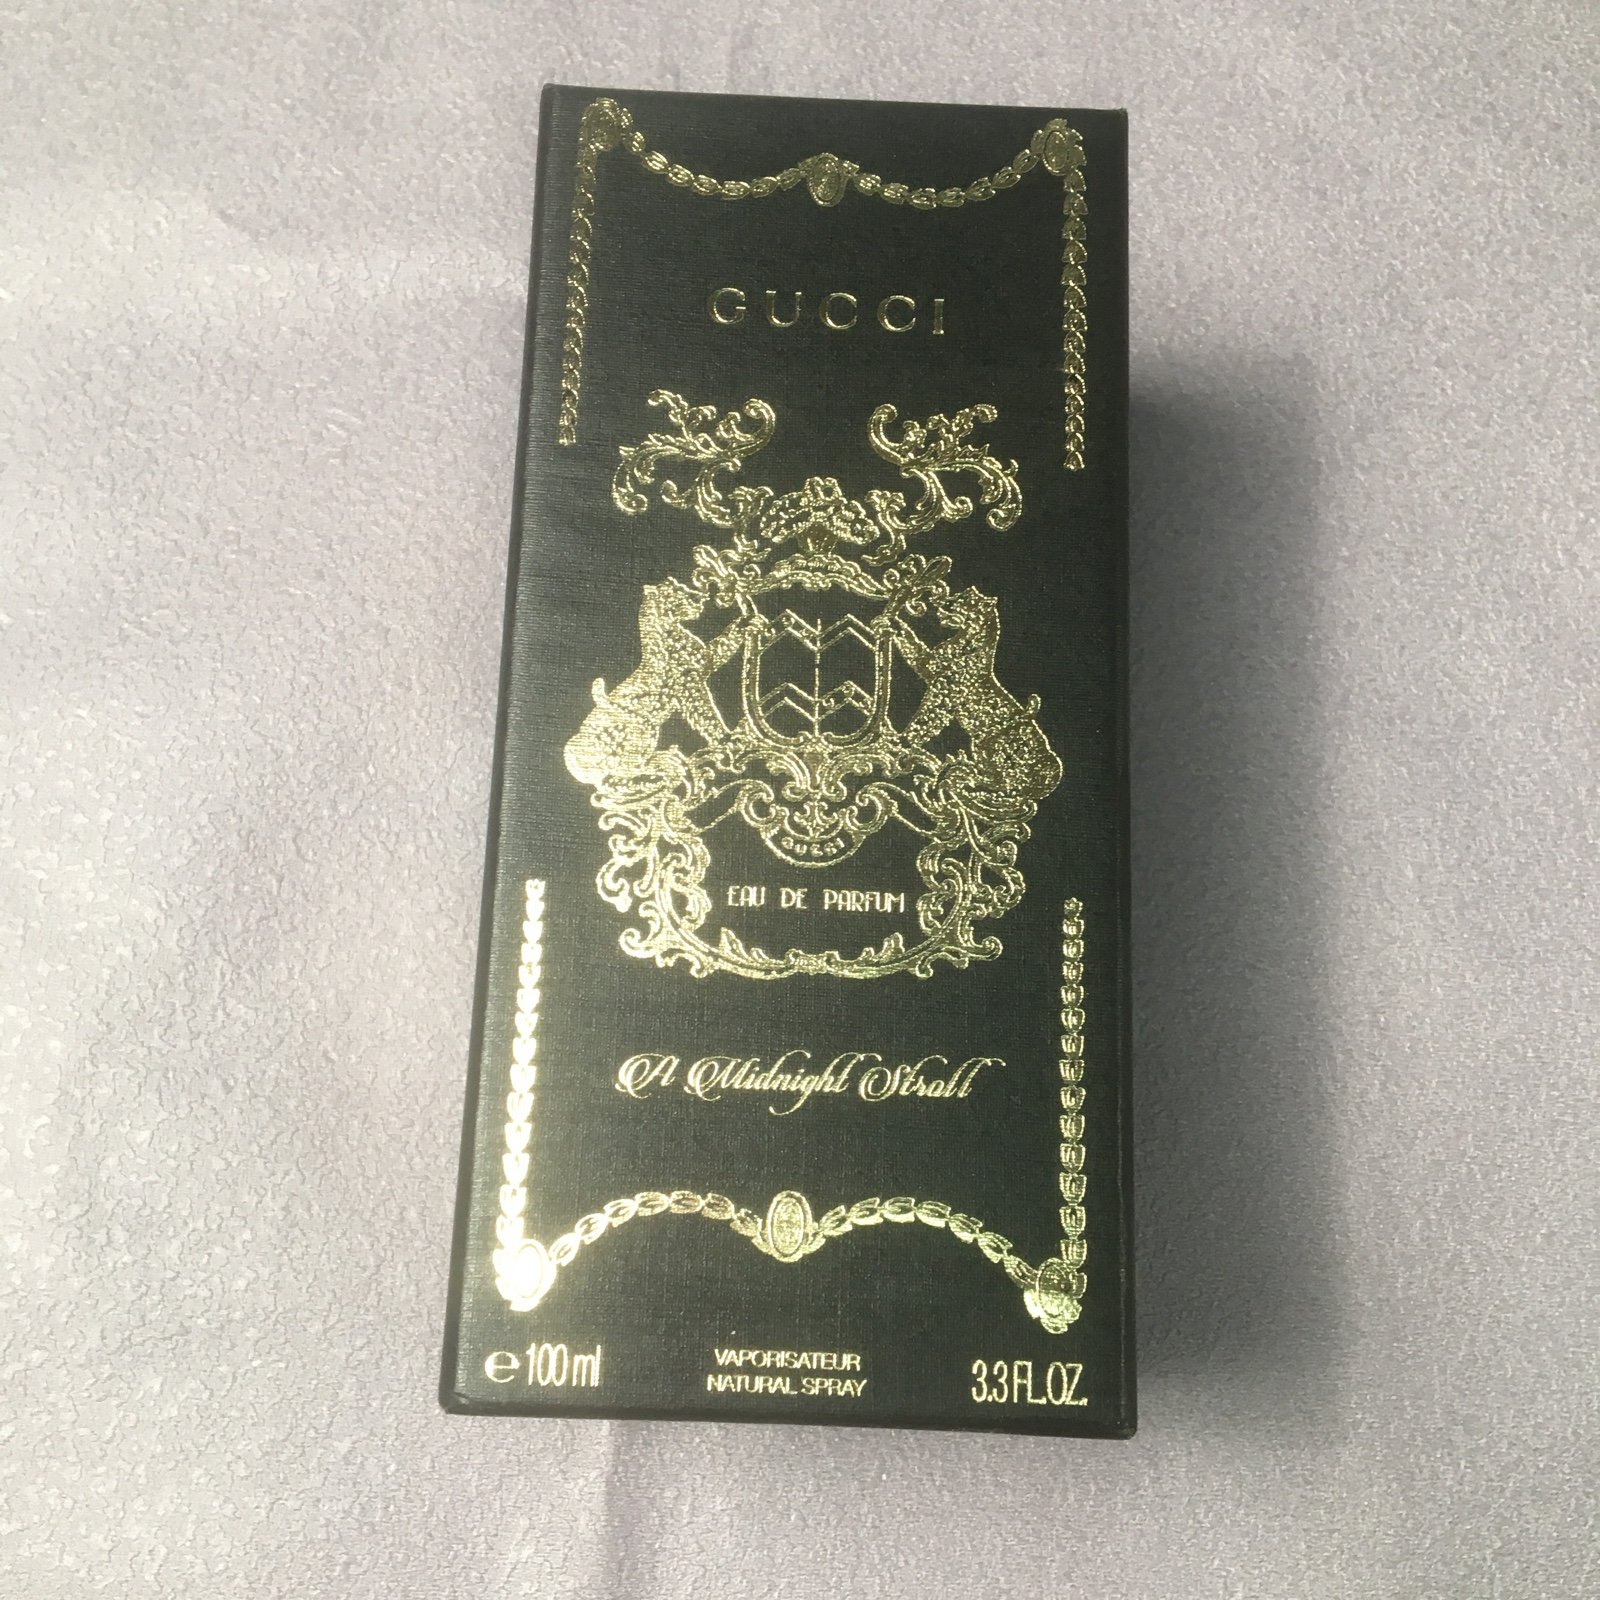 GUCCI
GUCCI
EAU DE PARFUM
A Midnight Stroll
e 100 ml
VAPORISATEUR
NATURAL SPRAY
3.3 FL.OZ.